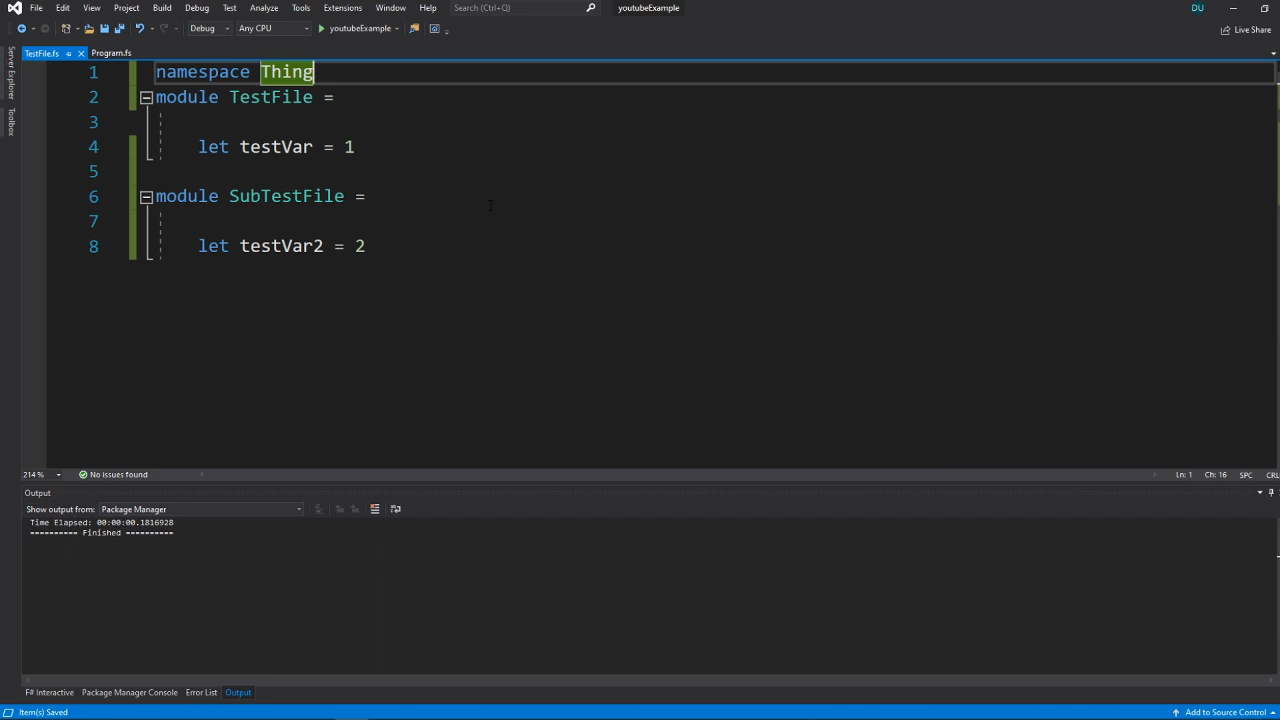 File Edit View Project Build Debug Test Analyze Tools Extensions Window Help Search (Ctrl+Q) youtubeExample DU
Debug Any CPU youtubeExample Live Share
Server Explorer
Toolbox
TestFile.fs Program.fs
1 namespace Thing
2 module TestFile =
3
4 let testVar = 1
5
6 module SubTestFile =
7
8 let testVar2 = 2
214 % No issues found Ln: 1 Ch: 16 SPC CRL
Output
Show output from: Package Manager
Time Elapsed: 00:00:00.1816928
========== Finished ==========
F# Interactive Package Manager Console Error List Output
Item(s) Saved Add to Source Control